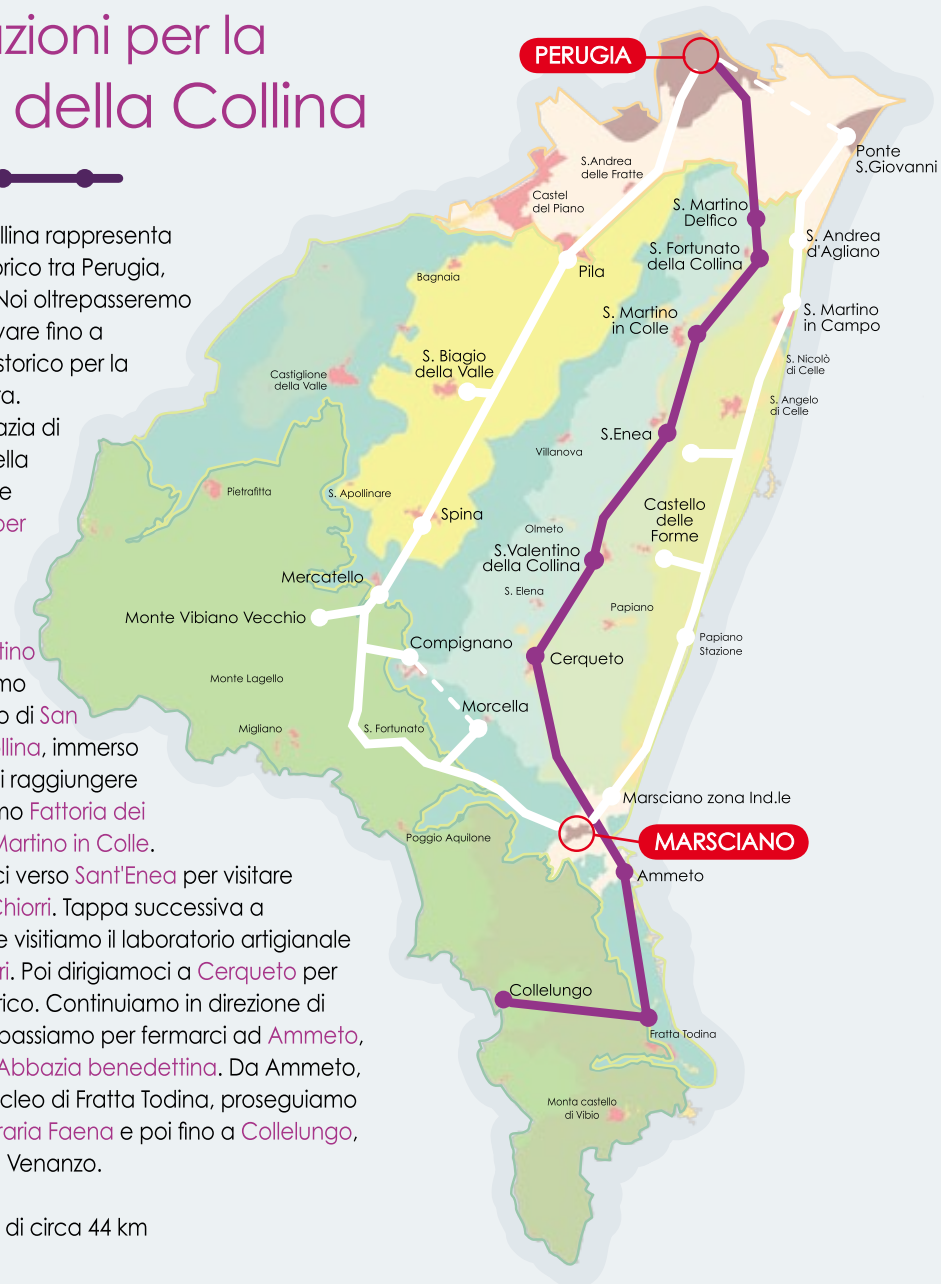 azioni per la
della Collina
llina rappresenta
orico tra Perugia,
Noi oltrepasseremo
vare fino a
storico per la
a.
azia di
ella
e
per
tino
mo
o di San
llina, immerso
i raggiungere
mo Fattoria dei
Martino in Colle.
ci verso Sant'Enea per visitare
Chiorri. Tappa successiva a
e visitiamo il laboratorio artigianale
ri. Poi dirigiamoci a Cerqueto per
rico. Continuiamo in direzione di
passiamo per fermarci ad Ammeto,
Abbazia benedettina. Da Ammeto,
cleo di Fratta Todina, proseguiamo
raria Faena e poi fino a Collelungo,
Venanzo.
di circa 44 km
PERUGIA
Ponte
S.Giovanni
S.Andrea
delle Fratte
Castel
del Piano
S. Martino
Delfico
S. Fortunato
della Collina
S. Andrea
d'Agliano
Pila
Bagnaia
S. Martino
in Colle
S. Martino
in Campo
S. Biagio
della Valle
S. Nicolò
di Celle
Castiglione
della Valle
S. Angelo
di Celle
S.Enea
Villanova
Pietrafitta
S. Apollinare
Spina
Castello
delle
Forme
Olmeto
S.Valentino
della Collina
Mercatello
S. Elena
Papiano
Monte Vibiano Vecchio
Compignano
Papiano
Stazione
Cerqueto
Monte Lagello
Morcella
Migliano
S. Fortunato
Marsciano zona Ind.le
Poggio Aquilone
MARSCIANO
Ammeto
Collelungo
Fratta Todina
Monta castello
di Vibio